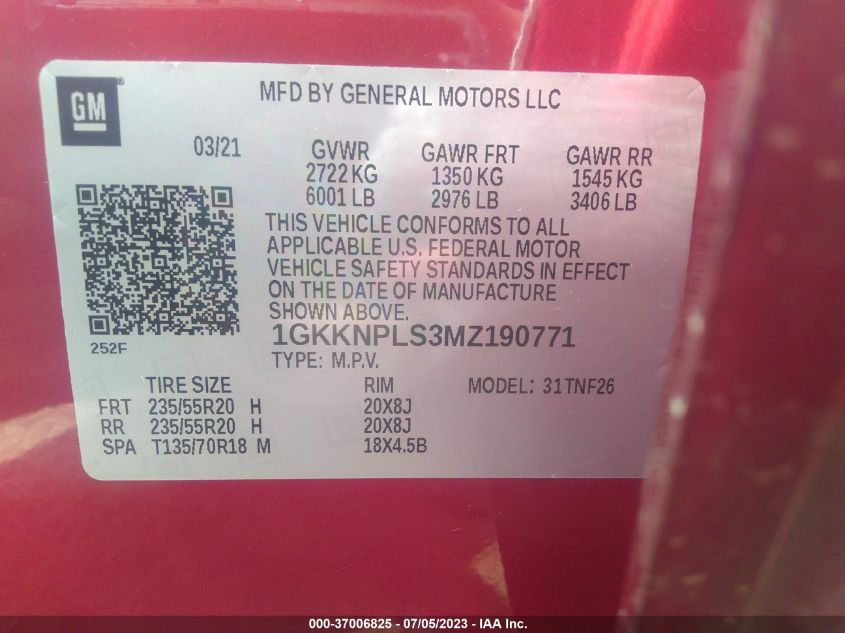 GM®
MFD BY GENERAL MOTORS LLC
03/21 GVWR GAWR FRT GAWR RR
2722 KG 1350 KG 1545 KG
6001 LB 2976 LB 3406 LB
THIS VEHICLE CONFORMS TO ALL
APPLICABLE U.S. FEDERAL MOTOR
VEHICLE SAFETY STANDARDS IN EFFECT
ON THE DATE OF MANUFACTURE
SHOWN ABOVE.
252F
1GKKNPLS3MZ190771
TYPE: M.P.V.
TIRE SIZE RIM MODEL: 31TNF26
FRT 235/55R20 H 20X8J
RR 235/55R20 H 20X8J
SPA T135/70R18 M 18X4.5B
000-37006825 - 07/05/2023 - IAA Inc.